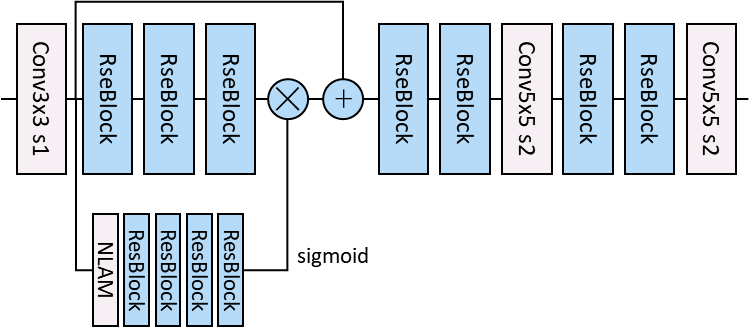 Conv3x3 s1
RseBlock
RseBlock
RseBlock
×
+
RseBlock
RseBlock
Conv5x5 s2
RseBlock
RseBlock
Conv5x5 s2
NLAM
ResBlock
ResBlock
ResBlock
ResBlock
sigmoid